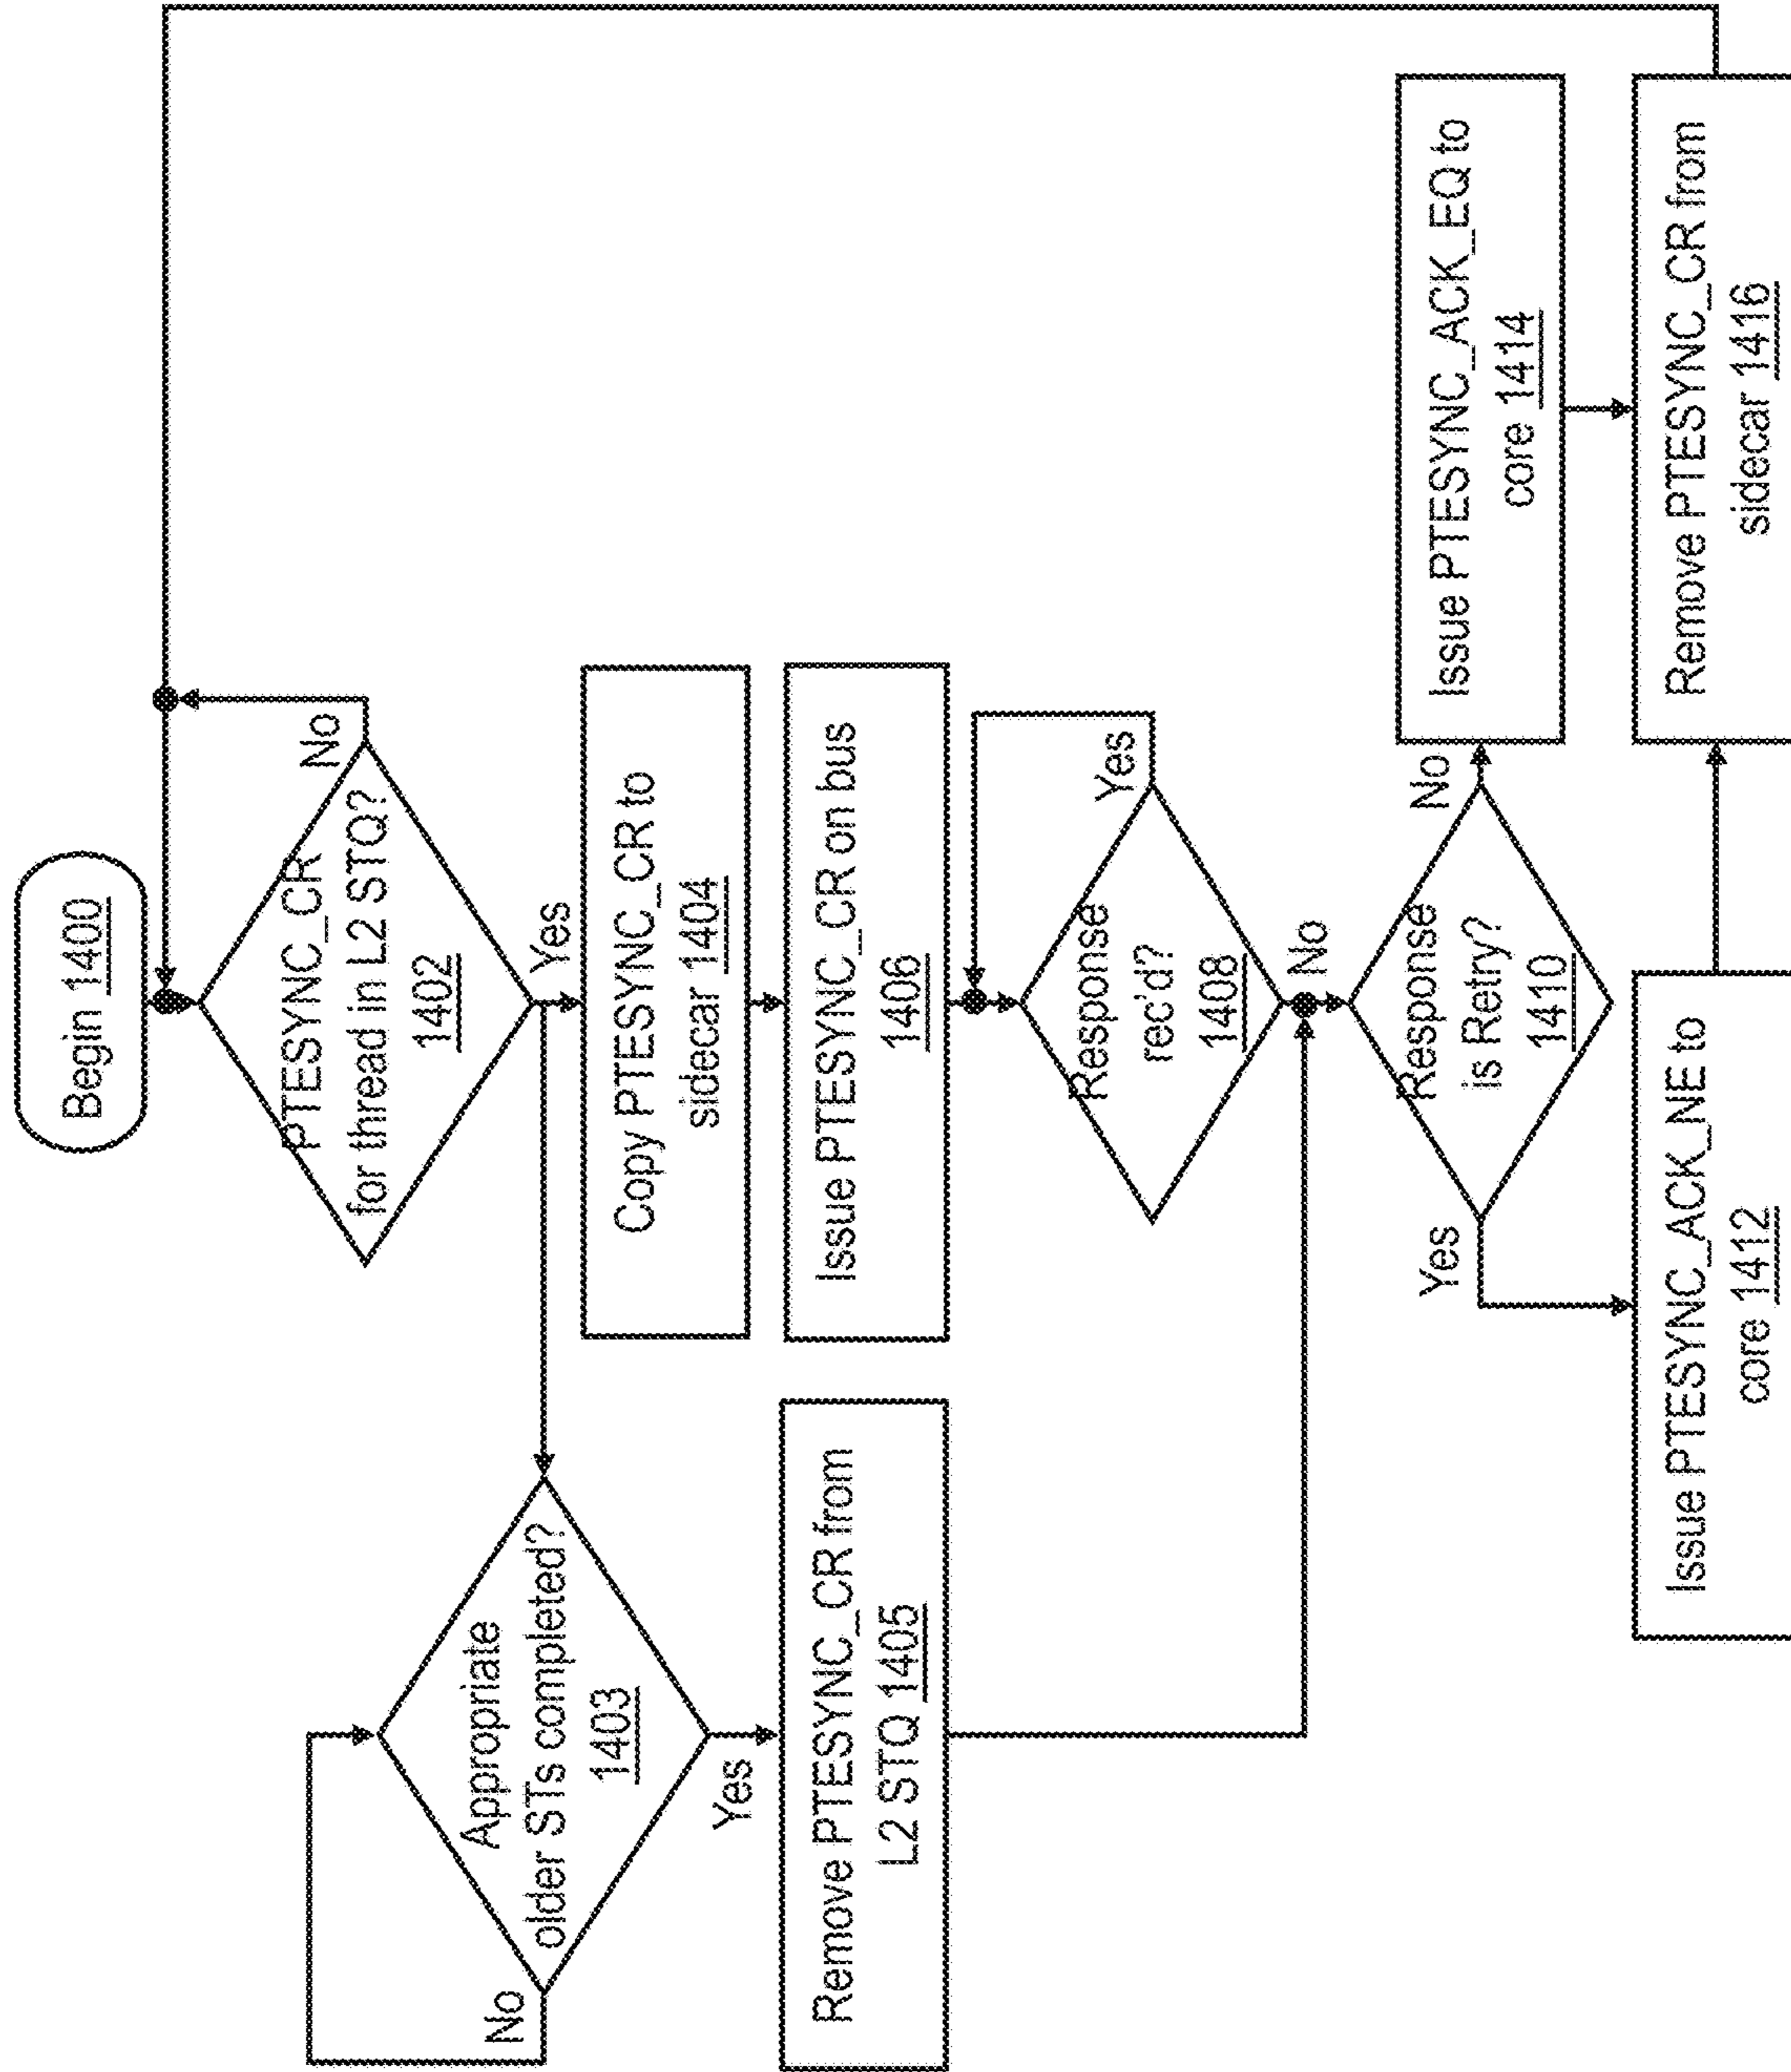 Begin 1400
PTESYNC_CR
for thread in L2 STQ?
1402
No
Yes
Appropriate
older STs completed?
1403
No
Yes
Copy PTESYNC_CR to
sidecar 1404
Remove PTESYNC_CR from
L2 STQ 1405
Issue PTESYNC_CR on bus
1406
Response
rec'd?
1408
Yes
No
Response
is Retry?
1410
Yes
No
Issue PTESYNC_ACK_NE to
core 1412
Issue PTESYNC_ACK_EQ to
core 1414
Remove PTESYNC_CR from
sidecar 1416